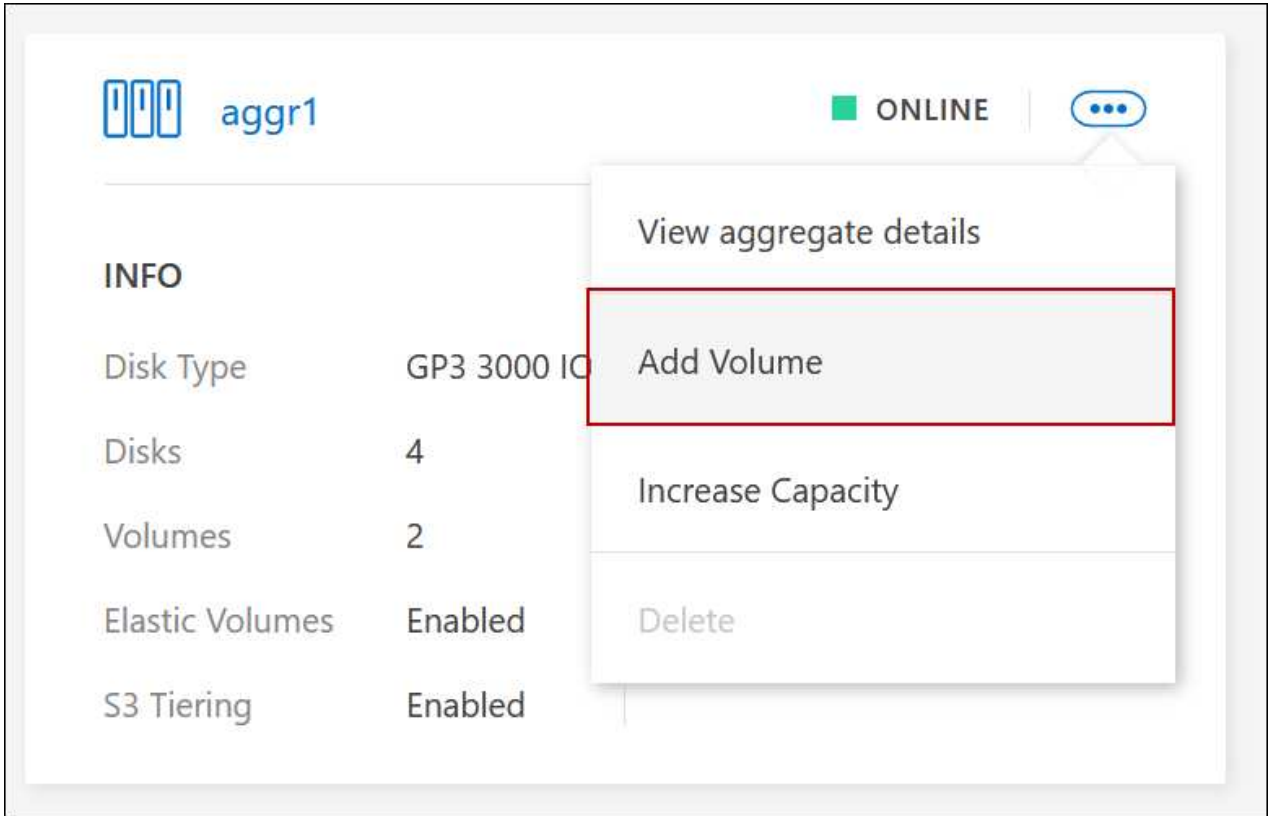 aggr1
ONLINE
View aggregate details
INFO
Disk Type GP3 3000 IO
Add Volume
Disks 4
Increase Capacity
Volumes 2
Elastic Volumes Enabled
Delete
S3 Tiering Enabled